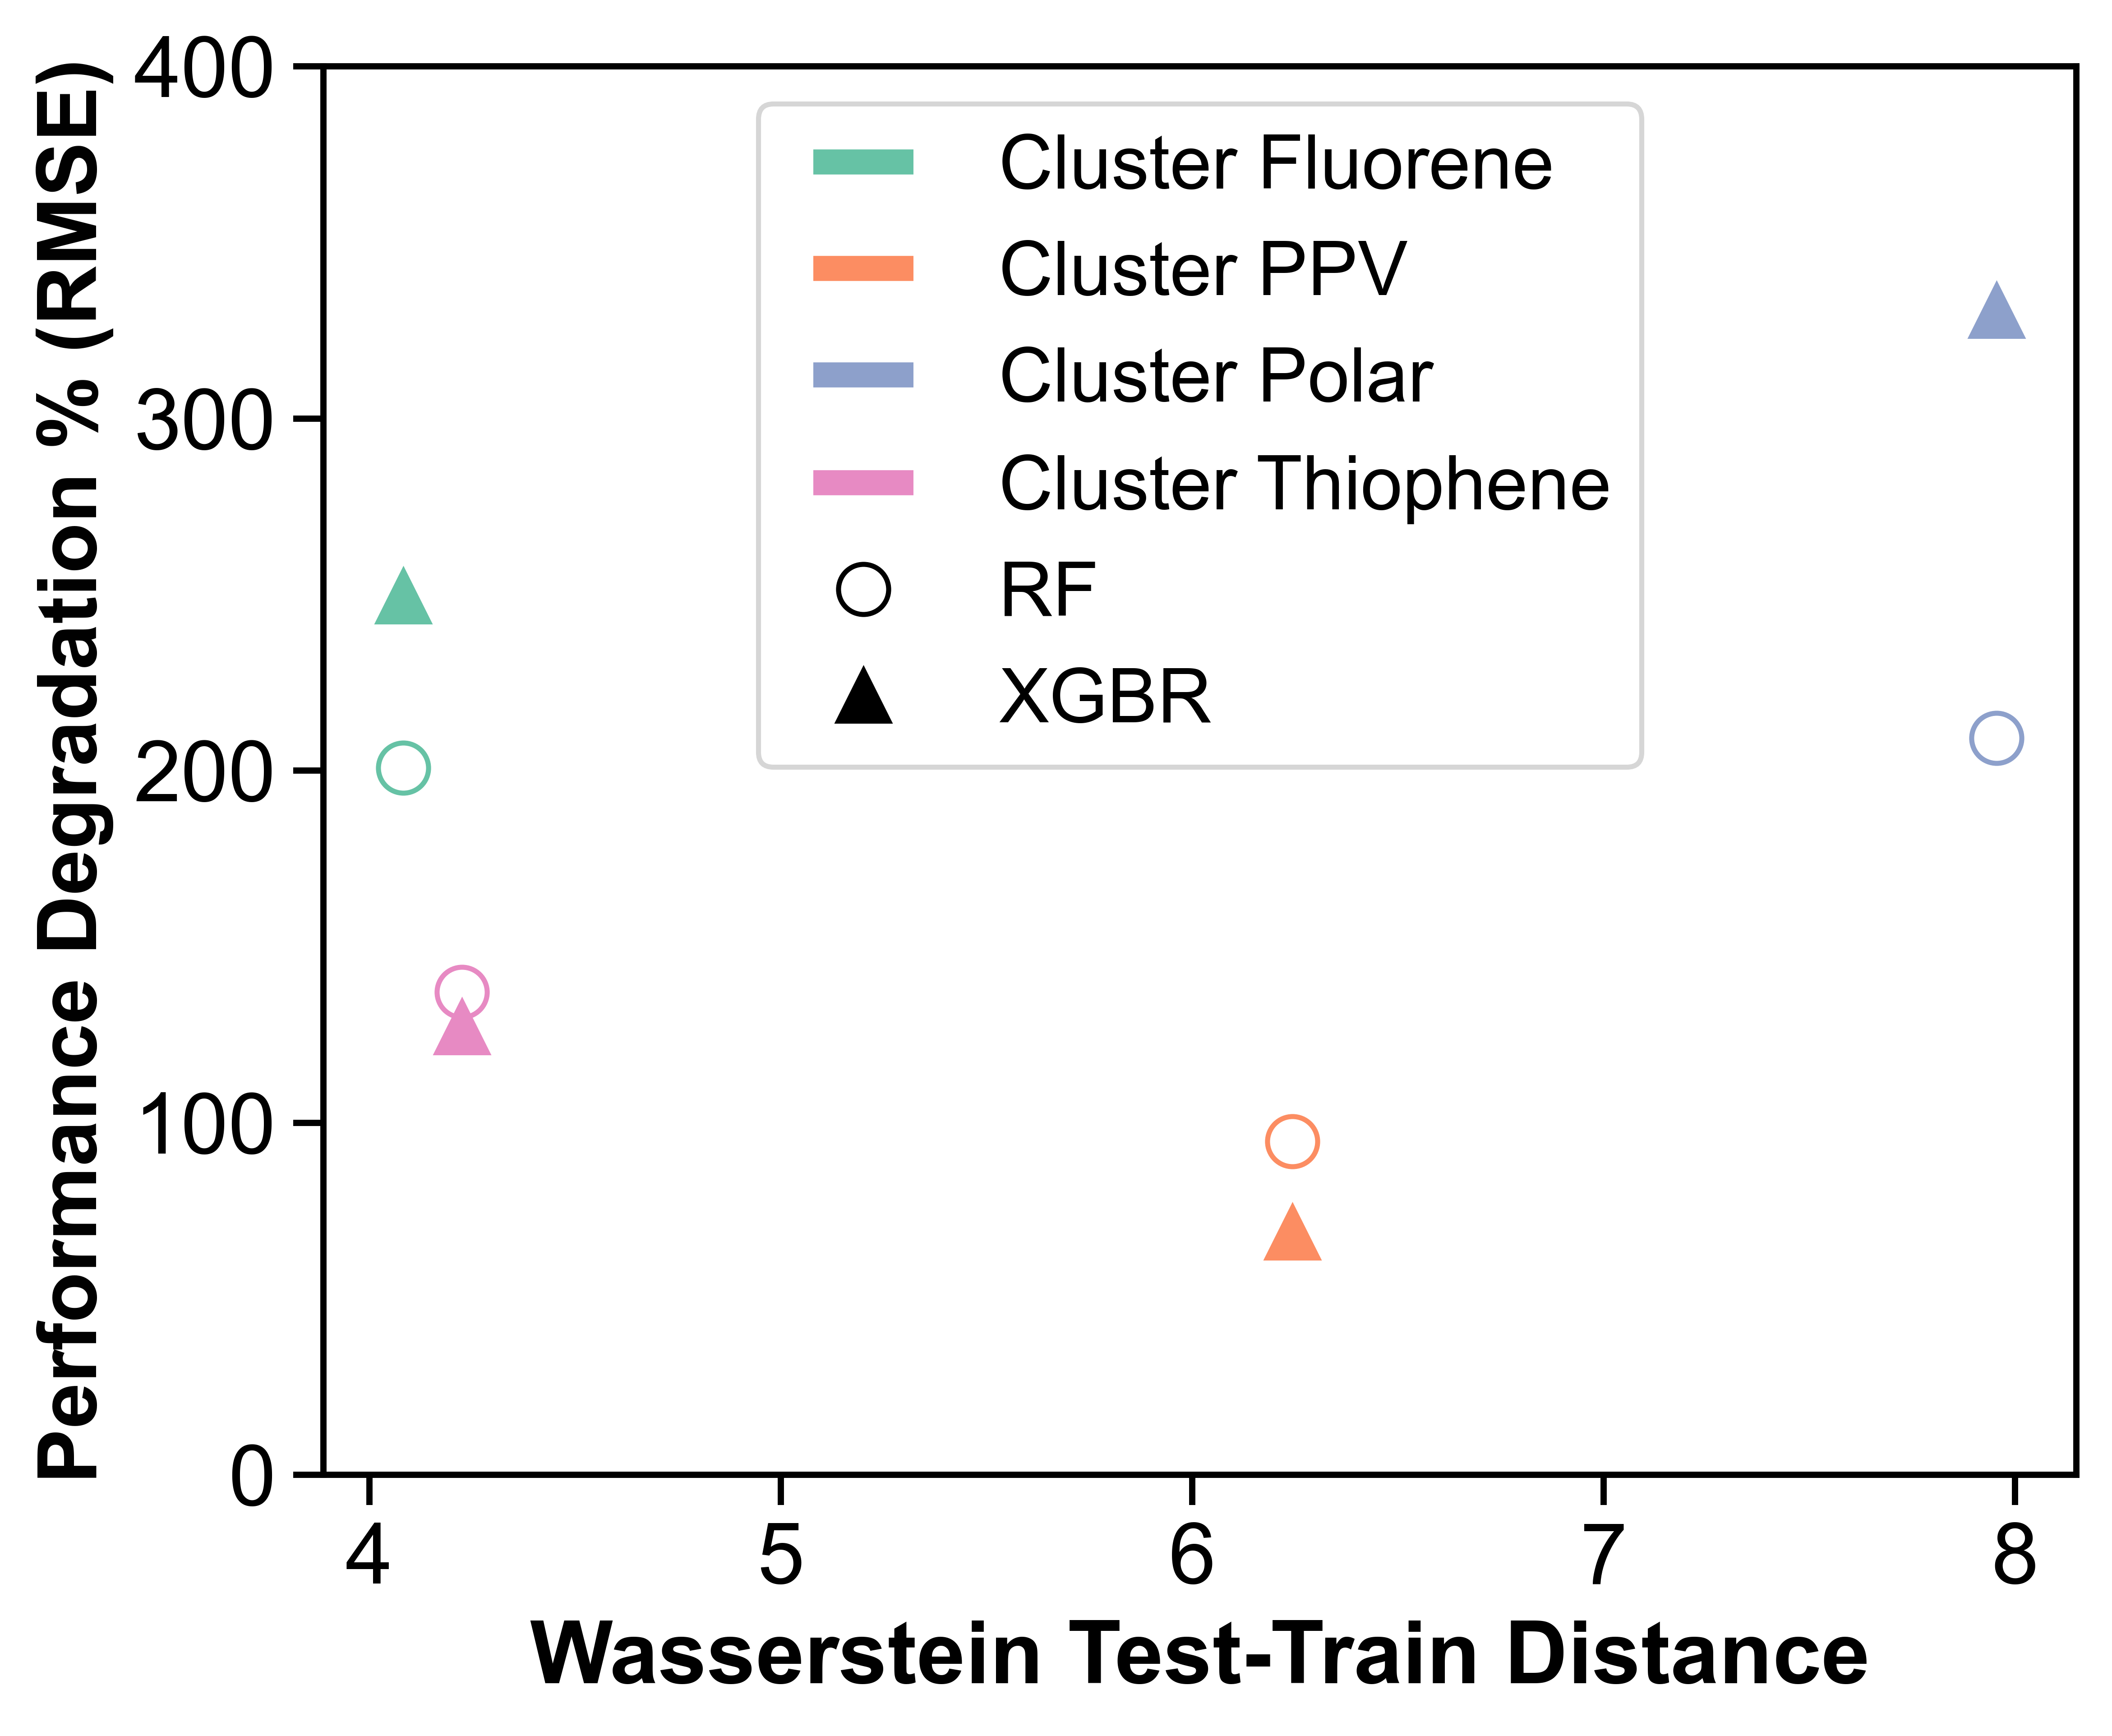 Performance Degradation % (RMSE)
400
300
200
100
0
Cluster Fluorene
Cluster PPV
Cluster Polar
Cluster Thiophene
RF
XGBR
4 5 6 7 8
Wasserstein Test-Train Distance